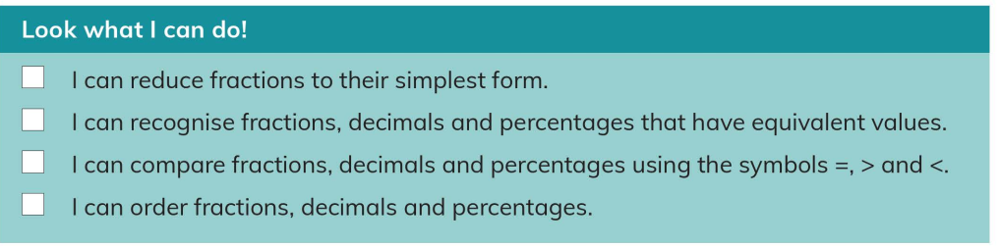 Look what I can do!
I can reduce fractions to their simplest form.
I can recognise fractions, decimals and percentages that have equivalent values.
I can compare fractions, decimals and percentages using the symbols =, > and <.
I can order fractions, decimals and percentages.